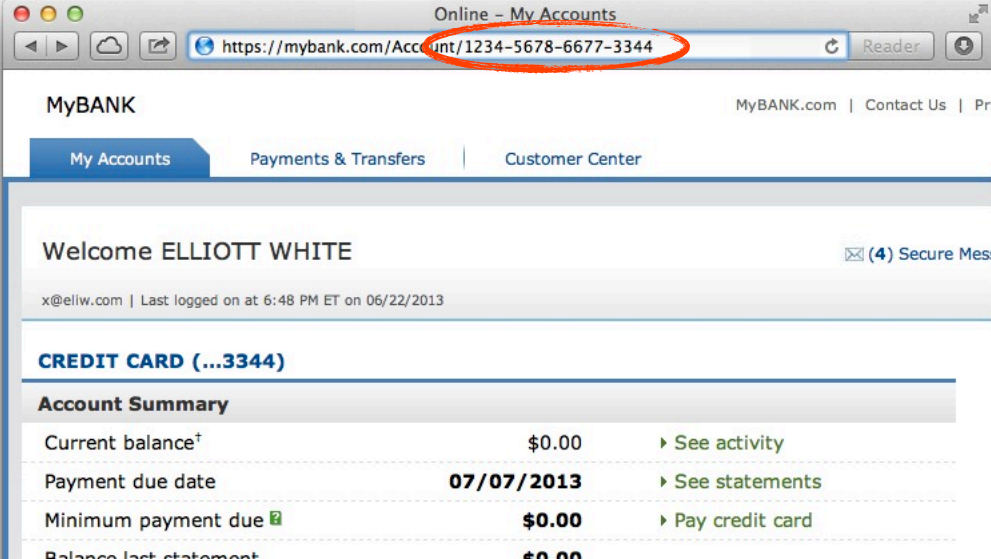 Online – My Accounts
https://mybank.com/Account/1234-5678-6677-3344
Reader
MyBANK
MyBANK.com | Contact Us | Pr
My Accounts
Payments & Transfers
Customer Center
Welcome ELLIOTT WHITE
(4) Secure Mes
x@eliw.com | Last logged on at 6:48 PM ET on 06/22/2013
CREDIT CARD (...3344)
Account Summary
Current balance† $0.00 See activity
Payment due date 07/07/2013 See statements
Minimum payment due ? $0.00 Pay credit card
Balance last statement $0.00